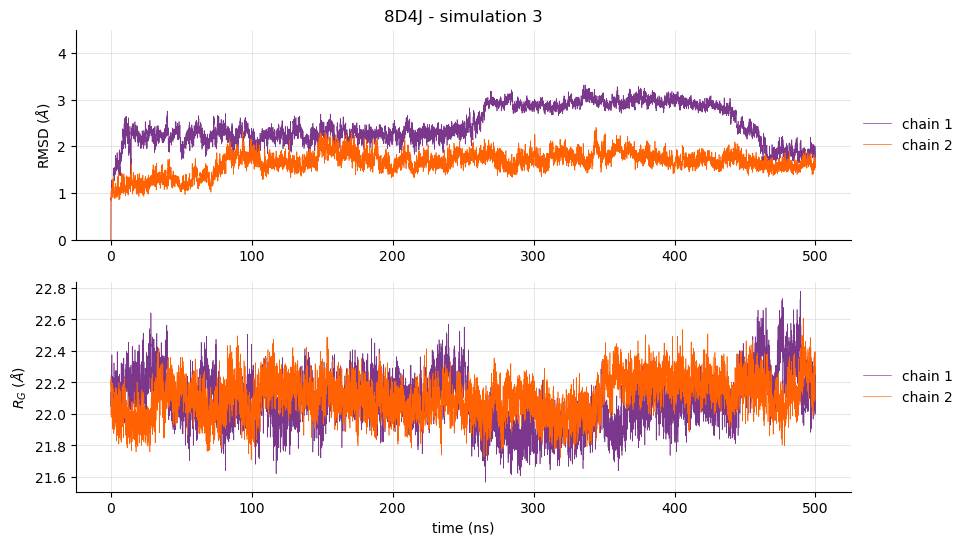 8D4J - simulation 3
RMSD (Å)
4
3
2
1
0
0 100 200 300 400 500
chain 1
chain 2
R_G (Å)
22.8
22.6
22.4
22.2
22.0
21.8
21.6
0 100 200 300 400 500
time (ns)
chain 1
chain 2